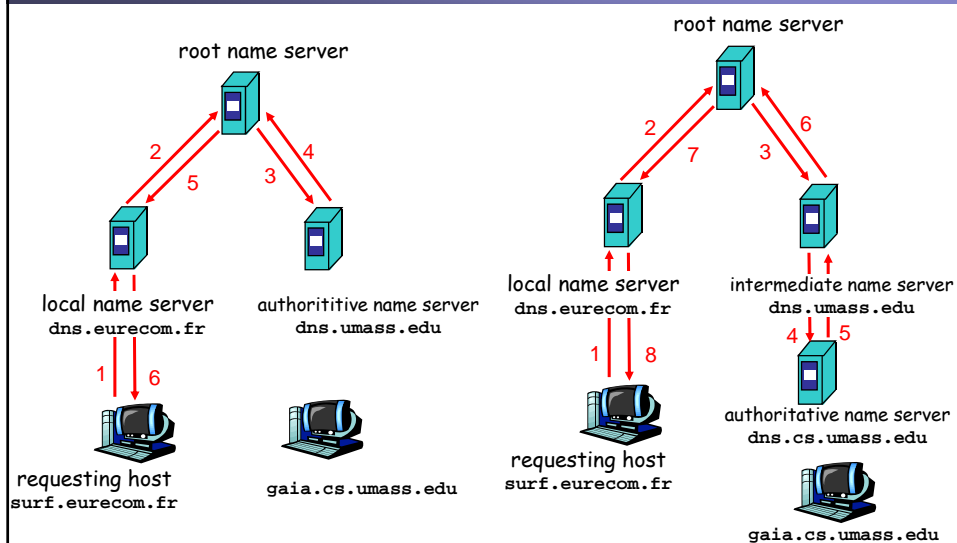 root name server
2
5
4
3
local name server
dns.eurecom.fr
authorititive name server
dns.umass.edu
1
6
requesting host
surf.eurecom.fr
gaia.cs.umass.edu
root name server
2
7
6
3
local name server
dns.eurecom.fr
intermediate name server
dns.umass.edu
1
8
4
5
authoritative name server
dns.cs.umass.edu
requesting host
surf.eurecom.fr
gaia.cs.umass.edu